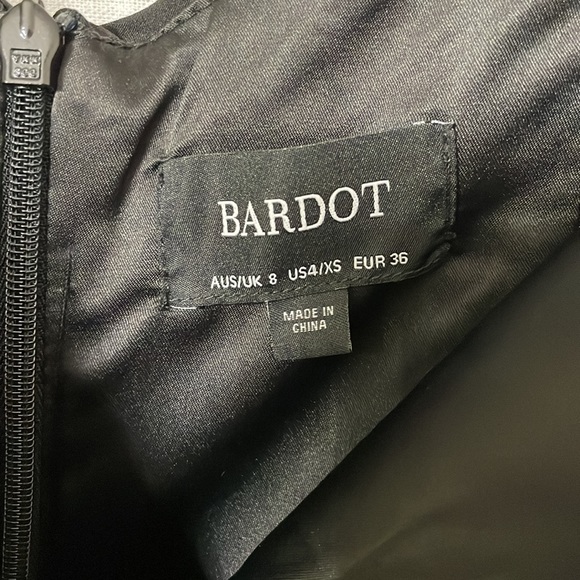 BARDOT
AUS/UK 8 US4/XS EUR 36
MADE IN
CHINA